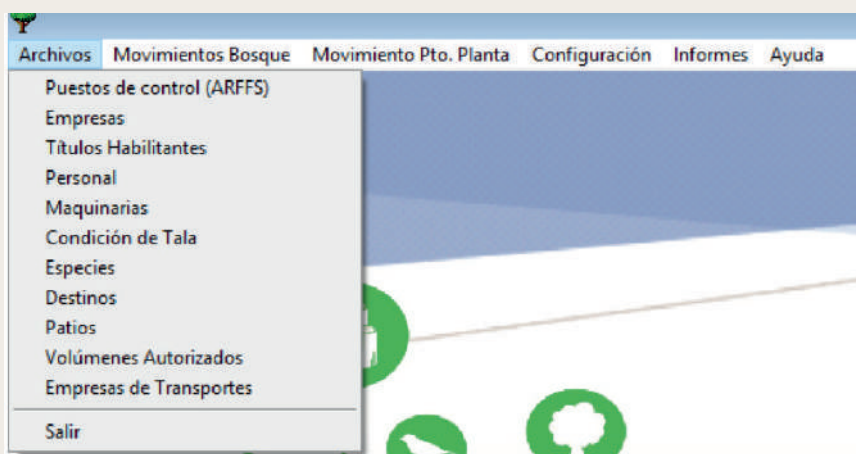 Archivos Movimientos Bosque Movimiento Pto. Planta Configuración Informes Ayuda
Puestos de control (ARFFS)
Empresas
Títulos Habilitantes
Personal
Maquinarias
Condición de Tala
Especies
Destinos
Patios
Volúmenes Autorizados
Empresas de Transportes
Salir